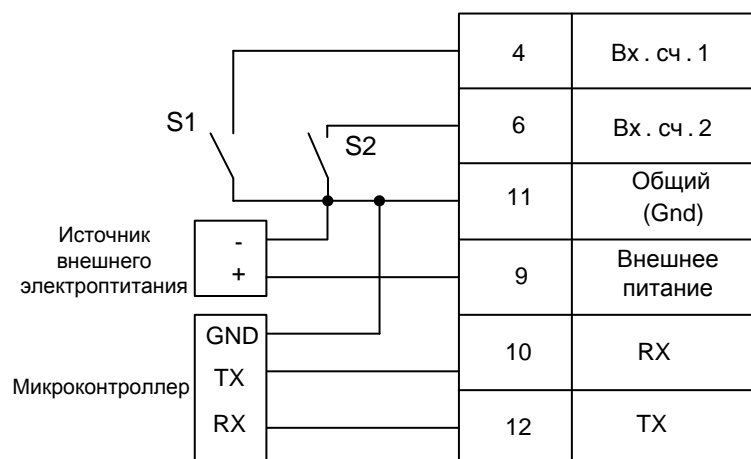 4 Вх . сч . 1
S1
6 Вх . сч . 2
S2
11 Общий
(Gnd)
Источник
внешнего
электроптитания
-
+
9 Внешнее
питание
GND
10 RX
Микроконтроллер
TX
RX
12 TX